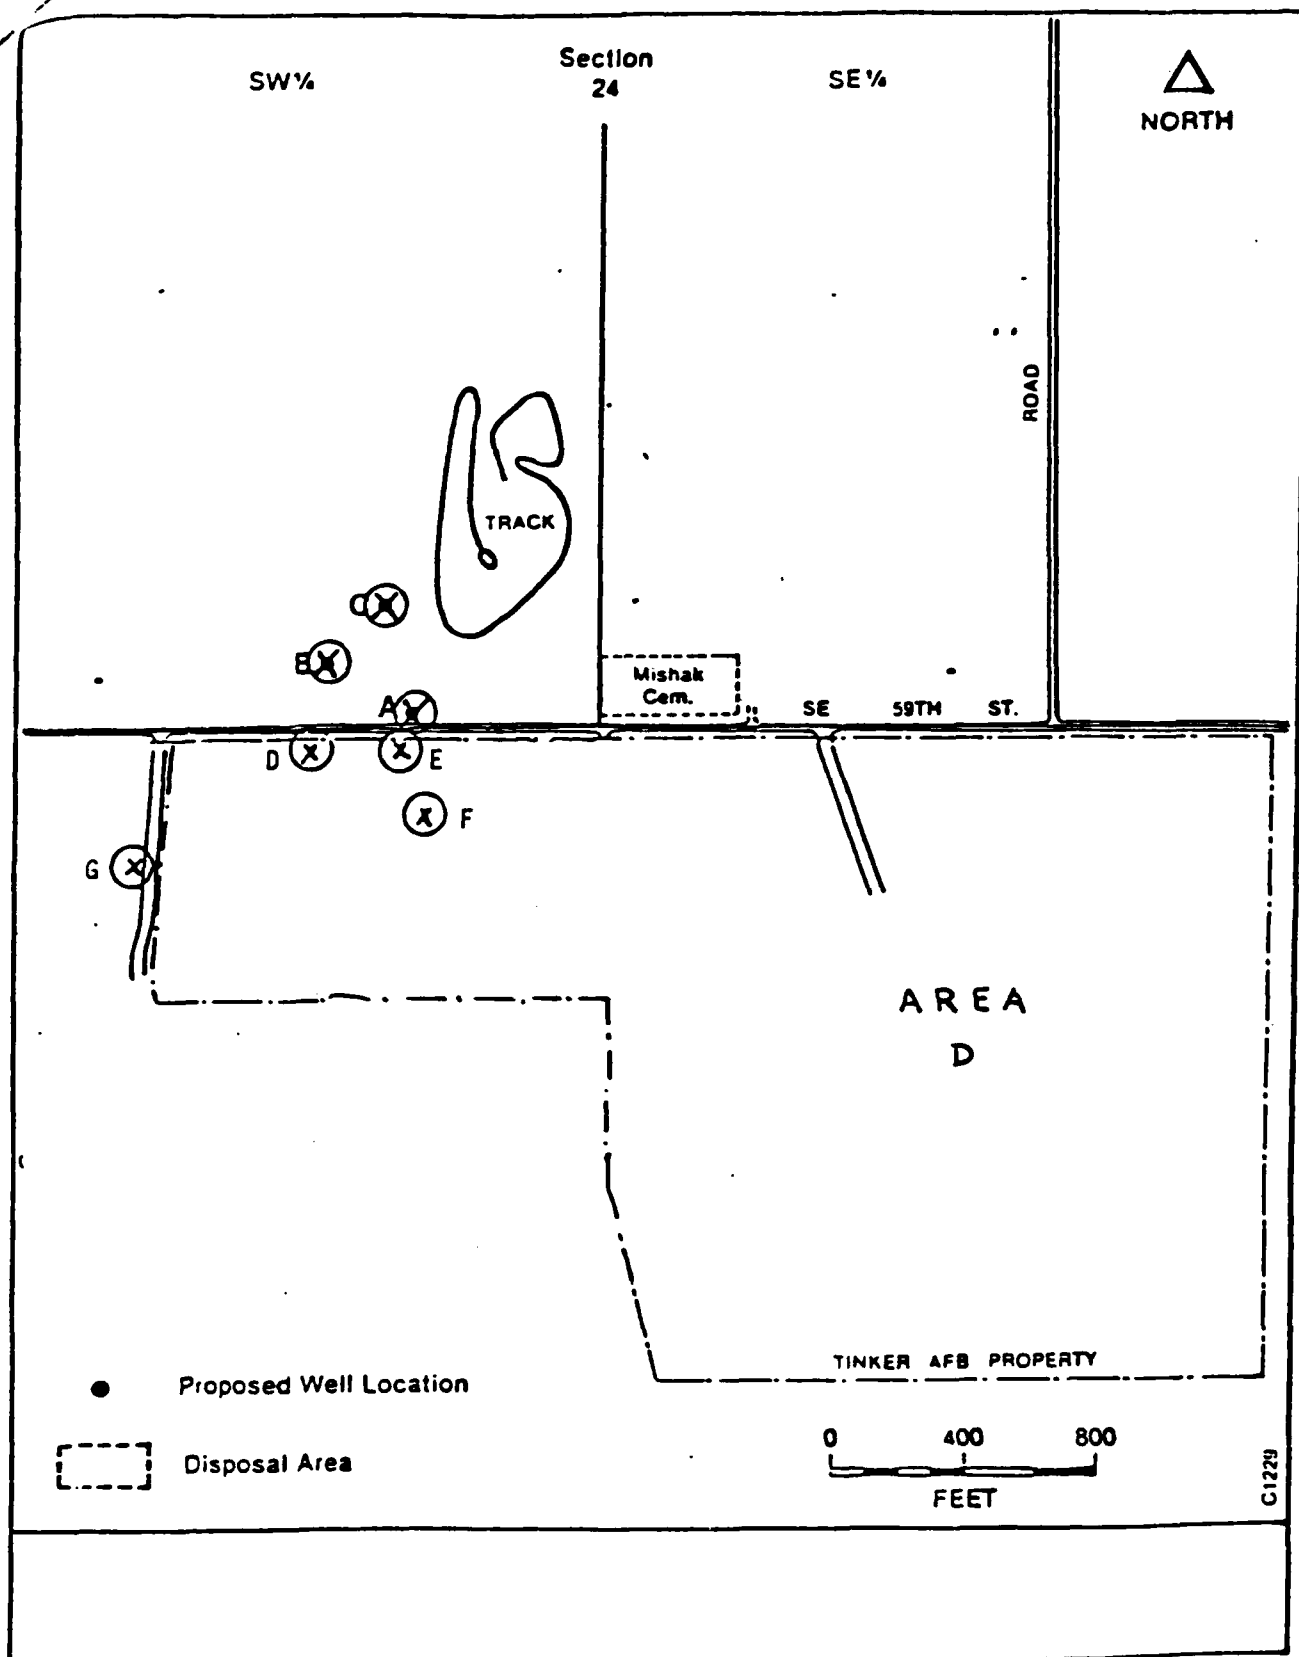 SW¼
Section
24
SE¼
NORTH
ROAD
TRACK
C
B
A
Mishak
Cem.
SE 59TH ST.
D
E
F
G
AREA
D
TINKER AFB PROPERTY
Proposed Well Location
Disposal Area
0 400 800
FEET
C1229